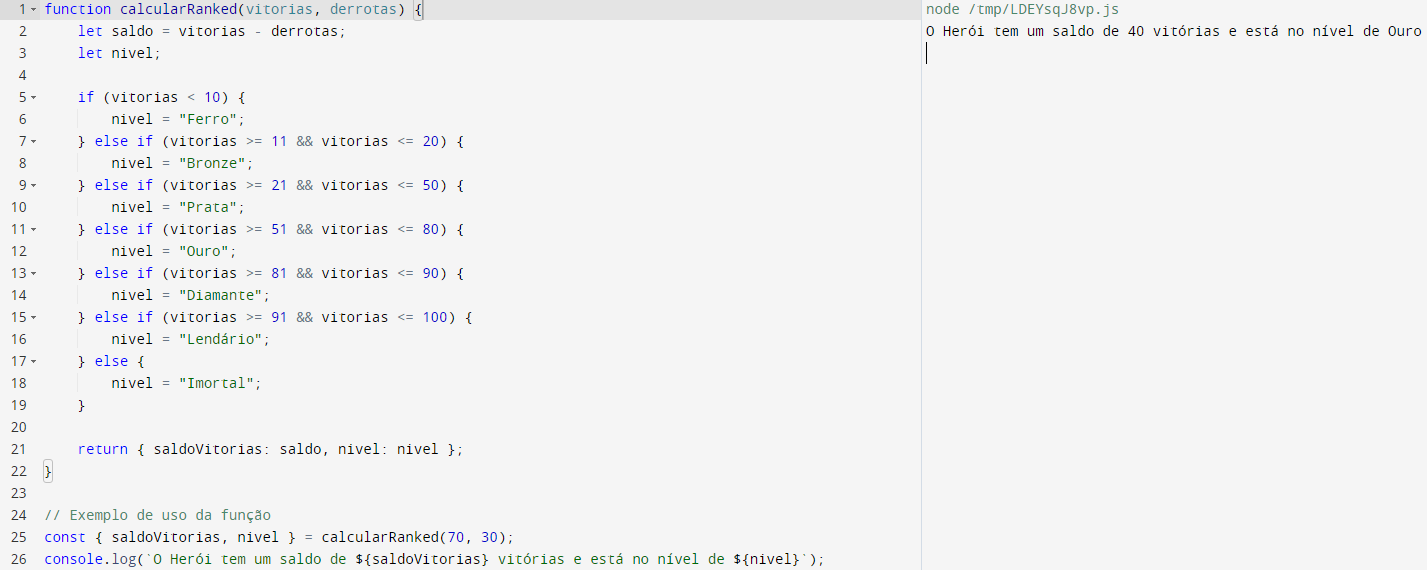 1 function calcularRanked(vitorias, derrotas) {
2     let saldo = vitorias - derrotas;
3     let nivel;
4
5     if (vitorias < 10) {
6         nivel = "Ferro";
7     } else if (vitorias >= 11 && vitorias <= 20) {
8         nivel = "Bronze";
9     } else if (vitorias >= 21 && vitorias <= 50) {
10         nivel = "Prata";
11     } else if (vitorias >= 51 && vitorias <= 80) {
12         nivel = "Ouro";
13     } else if (vitorias >= 81 && vitorias <= 90) {
14         nivel = "Diamante";
15     } else if (vitorias >= 91 && vitorias <= 100) {
16         nivel = "Lendário";
17     } else {
18         nivel = "Imortal";
19     }
20
21     return { saldoVitorias: saldo, nivel: nivel };
22 }
23
24 // Exemplo de uso da função
25 const { saldoVitorias, nivel } = calcularRanked(70, 30);
26 console.log(`O Herói tem um saldo de ${saldoVitorias} vitórias e está no nível de ${nivel}`);
node /tmp/LDEYsqJ8vp.js
O Herói tem um saldo de 40 vitórias e está no nível de Ouro